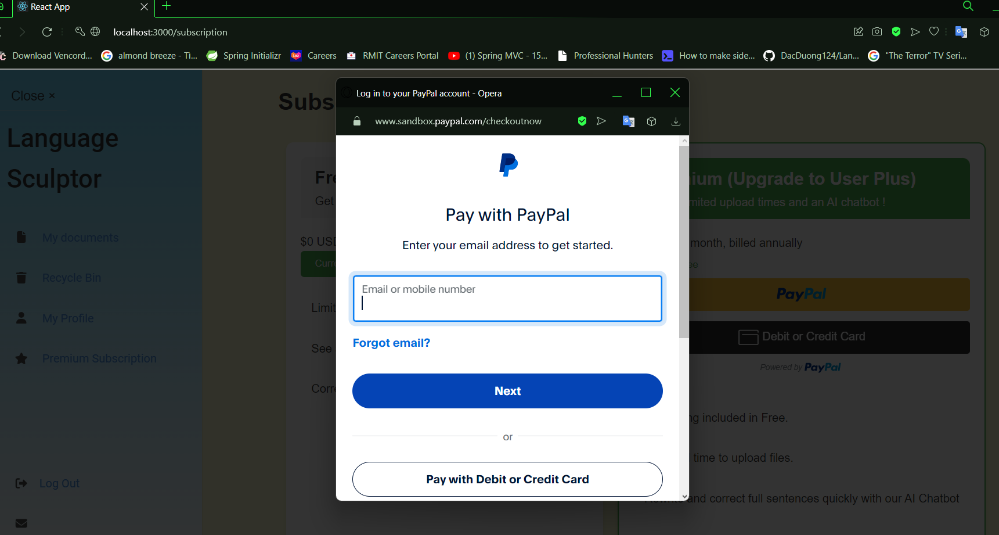 React App
localhost:3000/subscription
Download Vencord...
almond breeze - Ti...
Spring Initializr
Careers
RMIT Careers Portal
(1) Spring MVC - 15...
Professional Hunters
How to make side...
DacDuong124/Lan...
"The Terror" TV Seri...
Close ×
Language
Sculptor
My documents
Recycle Bin
My Profile
Premium Subscription
Log Out
Subs
Fre
Get
$0 USD
Curre
Limit
See
Corre
Log in to your PayPal account - Opera
www.sandbox.paypal.com/checkoutnow
Pay with PayPal
Enter your email address to get started.
Email or mobile number
Forgot email?
Next
or
Pay with Debit or Credit Card
ium (Upgrade to User Plus)
mited upload times and an AI chatbot !
month, billed annually
ee
PayPal
Debit or Credit Card
Powered by PayPal
ng included in Free.
time to upload files.
and correct full sentences quickly with our AI Chatbot